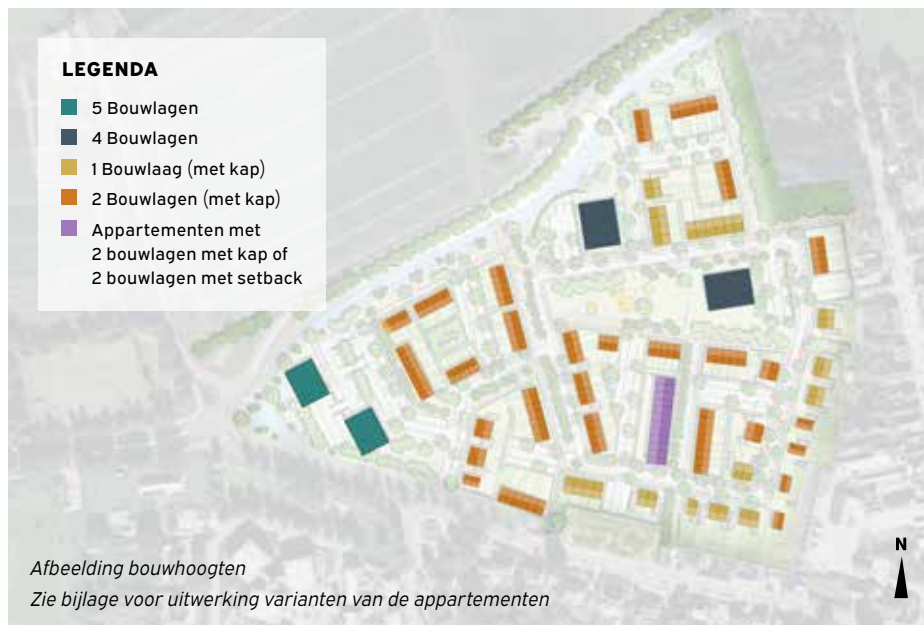 LEGENDA
5 Bouwlagen
4 Bouwlagen
1 Bouwlaag (met kap)
2 Bouwlagen (met kap)
Appartementen met
2 bouwlagen met kap of
2 bouwlagen met setback
N
Afbeelding bouwhoogten
Zie bijlage voor uitwerking varianten van de appartementen